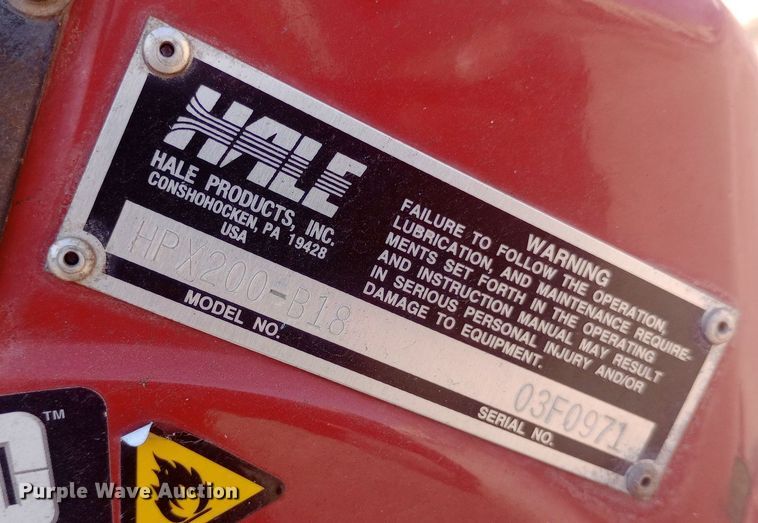 HALE
HALE PRODUCTS, INC.
CONSHOHOCKEN, PA 19428
USA
HPX200-B18
MODEL NO.
WARNING
FAILURE TO FOLLOW THE OPERATION,
LUBRICATION, AND MAINTENANCE REQUIRE-
MENTS SET FORTH IN THE OPERATING
AND INSTRUCTION MANUAL MAY RESULT
IN SERIOUS PERSONAL INJURY AND/OR
DAMAGE TO EQUIPMENT.
03F0971
SERIAL NO.
TM
Purple Wave Auction